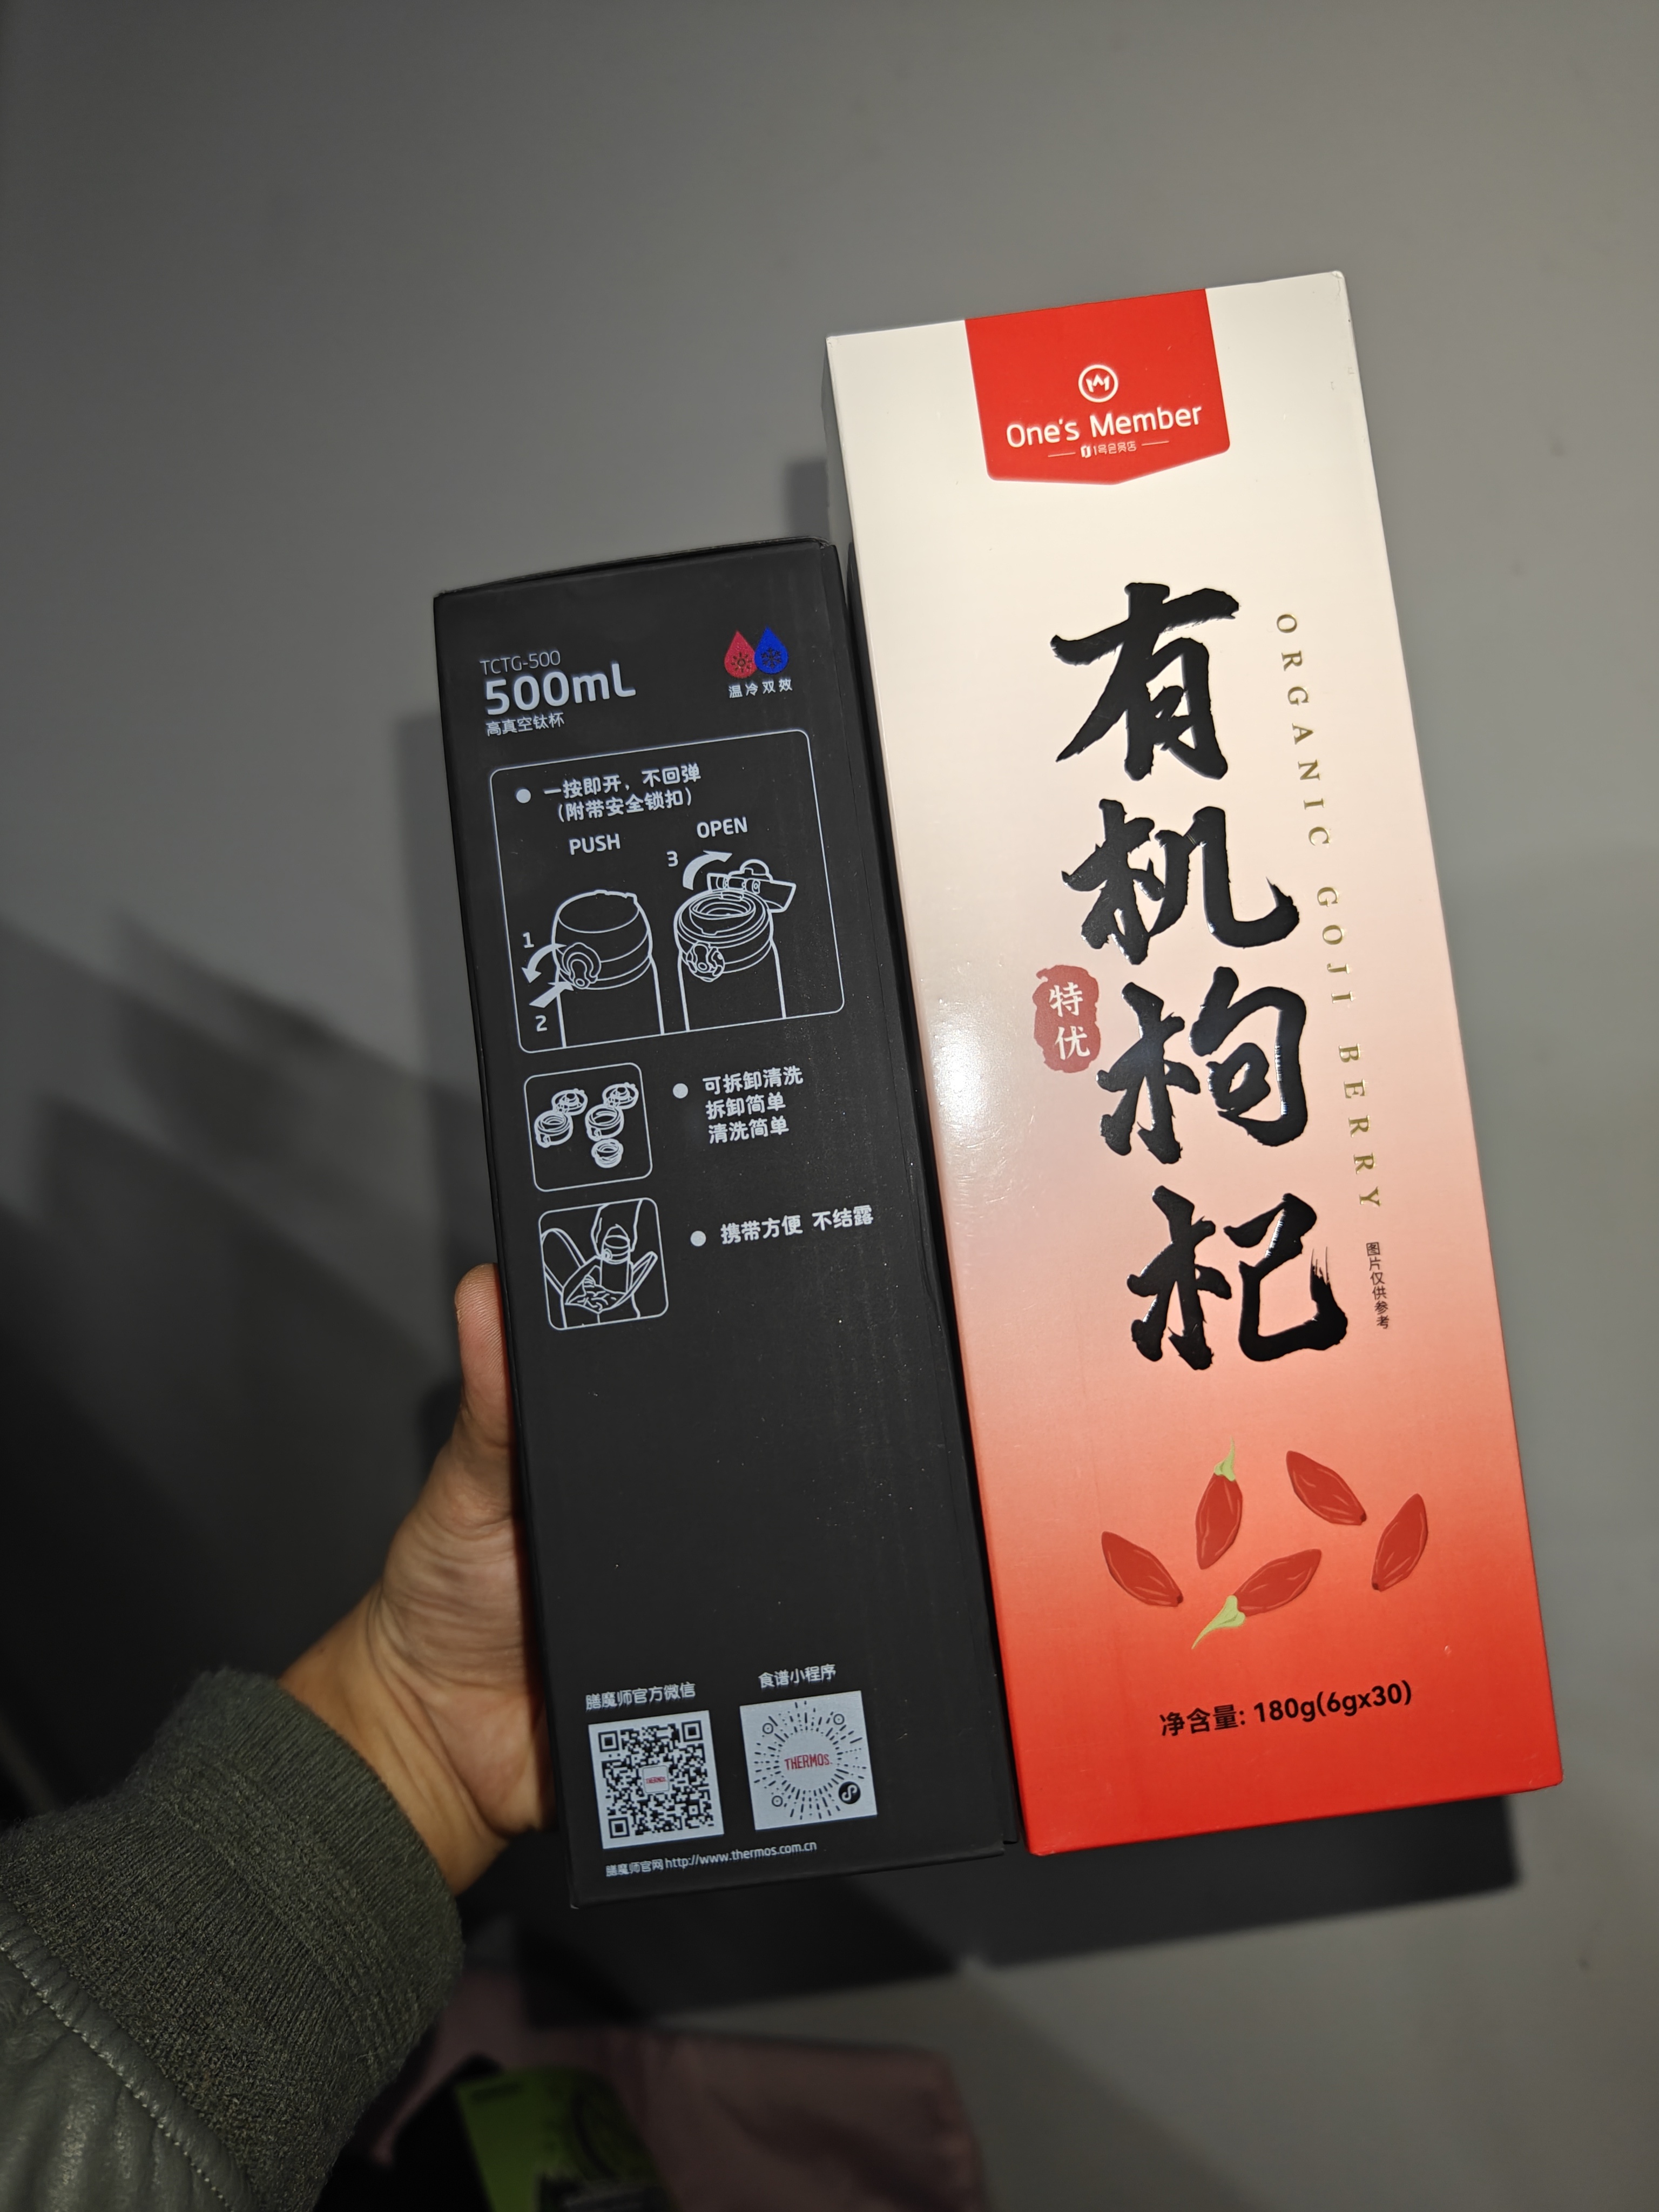 TCTG-500
500mL
高真空钛杯
温冷双效
一按即开，不回弹
（附带安全锁扣）
PUSH
OPEN
1
2
3
可拆卸清洗
拆卸简单
清洗简单
携带方便 不结露
膳魔师官方微信
食谱小程序
THERMOS
THERMOS.
膳魔师官网http://www.thermos.com.cn
One's Member
1号会员店
有机枸杞
ORGANIC GOJI BERRY
特优
图片仅供参考
净含量: 180g(6gx30)